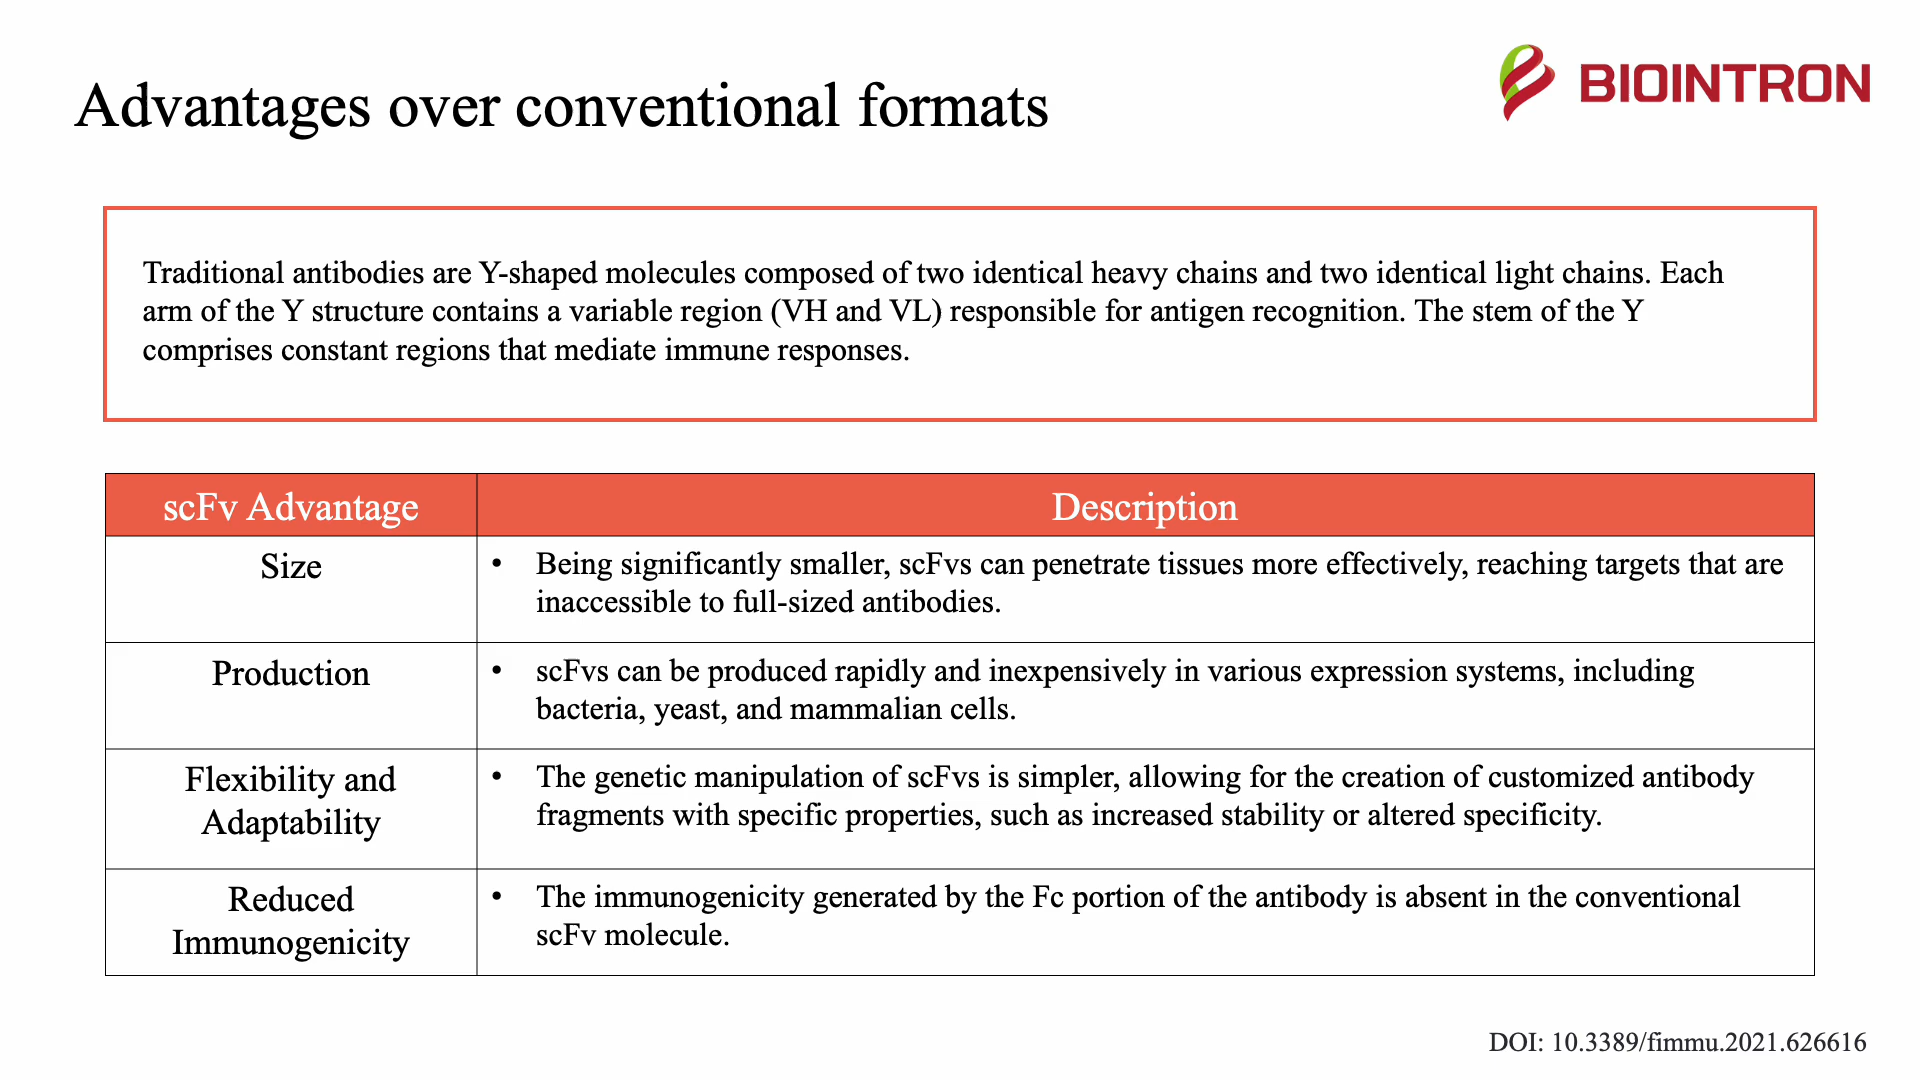 Advantages over conventional formats
BIOINTRON
Traditional antibodies are Y-shaped molecules composed of two identical heavy chains and two identical light chains. Each
arm of the Y structure contains a variable region (VH and VL) responsible for antigen recognition. The stem of the Y
comprises constant regions that mediate immune responses.
scFv Advantage
Description
Size
• Being significantly smaller, scFvs can penetrate tissues more effectively, reaching targets that are
inaccessible to full-sized antibodies.
Production
• scFvs can be produced rapidly and inexpensively in various expression systems, including
bacteria, yeast, and mammalian cells.
Flexibility and
Adaptability
• The genetic manipulation of scFvs is simpler, allowing for the creation of customized antibody
fragments with specific properties, such as increased stability or altered specificity.
Reduced
Immunogenicity
• The immunogenicity generated by the Fc portion of the antibody is absent in the conventional
scFv molecule.
DOI: 10.3389/fimmu.2021.626616